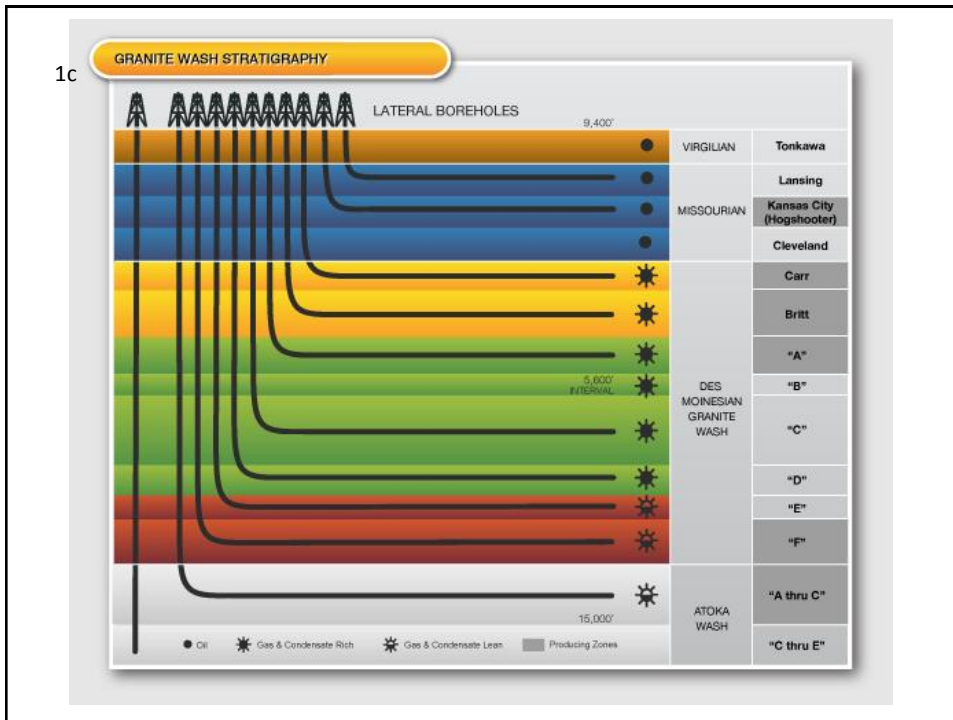 1c
GRANITE WASH STRATIGRAPHY
LATERAL BOREHOLES
9,400'
VIRGILIAN
Tonkawa
Lansing
MISSOURIAN
Kansas City
(Hogshooter)
Cleveland
Carr
Britt
"A"
5,600'
INTERVAL
DES
MOINESIAN
GRANITE
WASH
"B"
"C"
"D"
"E"
"F"
"A thru C"
15,000'
ATOKA
WASH
"C thru E"
Oil
Gas & Condensate Rich
Gas & Condensate Lean
Producing Zones